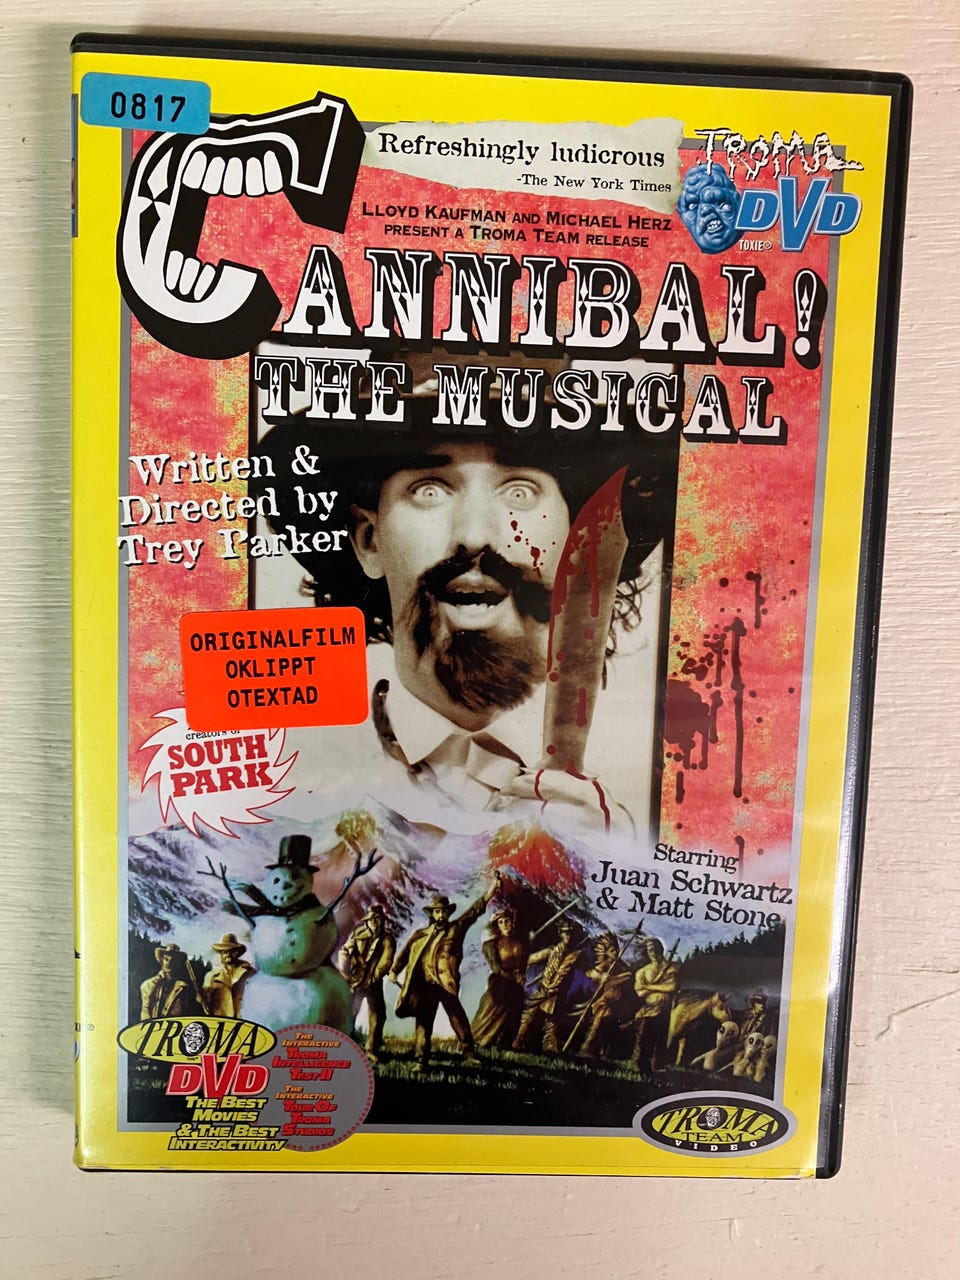 0817
Refreshingly ludicrous
-The New York Times
TROMA
DVD
TOXIE®
LLOYD KAUFMAN AND MICHAEL HERZ
PRESENT A TROMA TEAM RELEASE
CANNIBAL!
THE MUSICAL
Written &
Directed by
Trey Parker
ORIGINALFILM
OKLIPPT
OTEXTAD
creators of
SOUTH
PARK
Starring
Juan Schwartz
& Matt Stone
TROMA
DVD
THE BEST
MOVIES
& THE BEST
INTERACTIVITY
THE
INTERACTIVE
TROMA
INTELLIGENCE
TEST II
THE
INTERACTIVE
TOUR OF
TROMA
STUDIOS
TROMA
TEAM
VIDEO